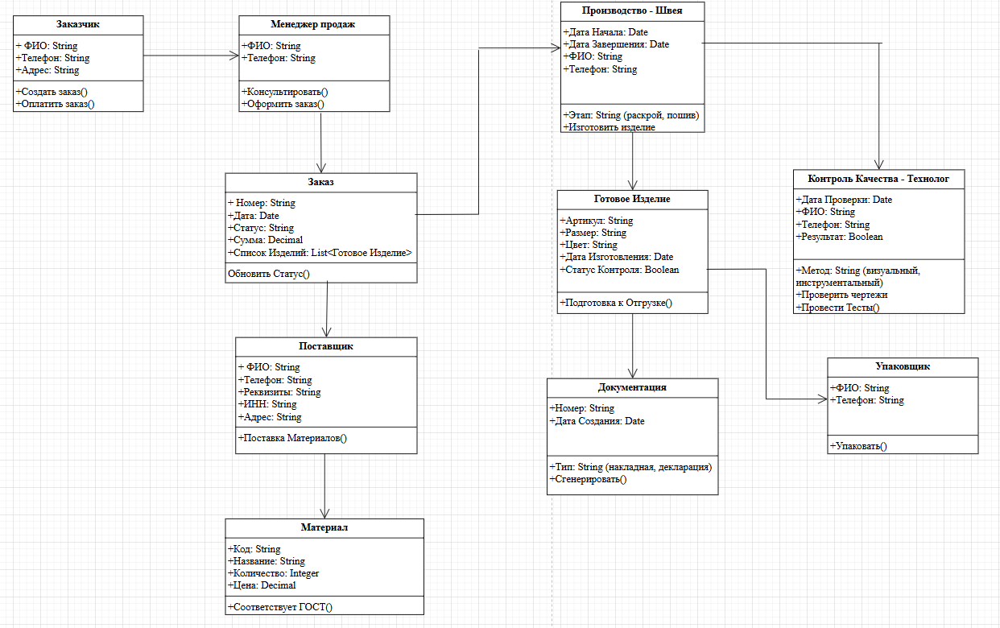 Заказчик
+ ФИО: String
+Телефон: String
+Адрес: String
+Создать заказ()
+Оплатить заказ()
Менеджер продаж
+ФИО: String
+Телефон: String
+Консультировать()
+Оформить заказ()
Производство - Швея
+Дата Начала: Date
+Дата Завершения: Date
+ФИО: String
+Телефон: String
+Этап: String (раскрой, пошив)
+Изготовить изделие
Заказ
+ Номер: String
+Дата: Date
+Статус: String
+Сумма: Decimal
+Список Изделий: List<Готовое Изделие>
Обновить Статус()
Готовое Изделие
+Артикул: String
+Размер: String
+Цвет: String
+Дата Изготовления: Date
+Статус Контроля: Boolean
+Подготовка к Отгрузке()
Контроль Качества - Технолог
+Дата Проверки: Date
+ФИО: String
+Телефон: String
+Результат: Boolean
+Метод: String (визуальный,
инструментальный)
+Проверить чертежи
+Провести Тесты()
Поставщик
+ ФИО: String
+Телефон: String
+Реквизиты: String
+ИНН: String
+Адрес: String
+Поставка Материалов()
Документация
+Номер: String
+Дата Создания: Date
+Тип: String (накладная, декларация)
+Сгенерировать()
Упаковщик
+ФИО: String
+Телефон: String
+Упаковать()
Материал
+Код: String
+Название: String
+Количество: Integer
+Цена: Decimal
+Соответствует ГОСТ()